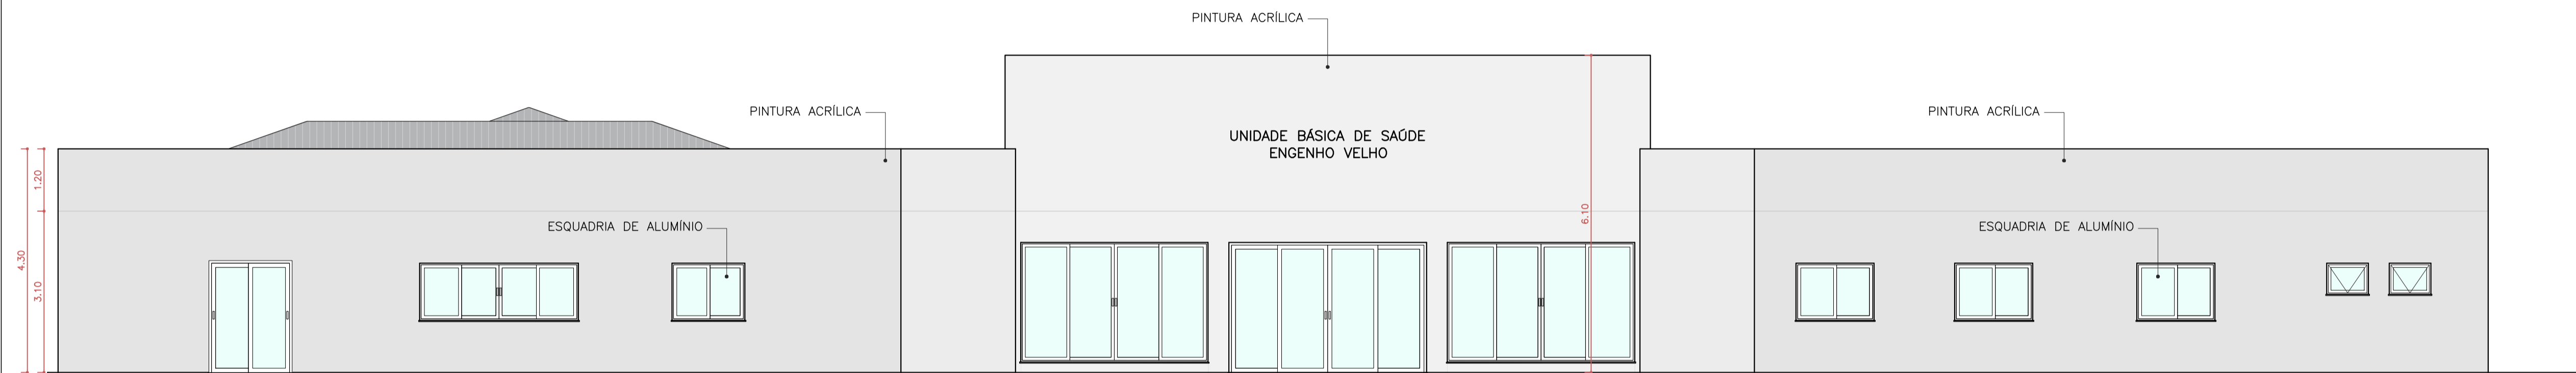 PINTURA ACRÍLICA
PINTURA ACRÍLICA
PINTURA ACRÍLICA
UNIDADE BÁSICA DE SAÚDE
ENGENHO VELHO
1.20
ESQUADRIA DE ALUMÍNIO
ESQUADRIA DE ALUMÍNIO
6.10
4.30
3.10